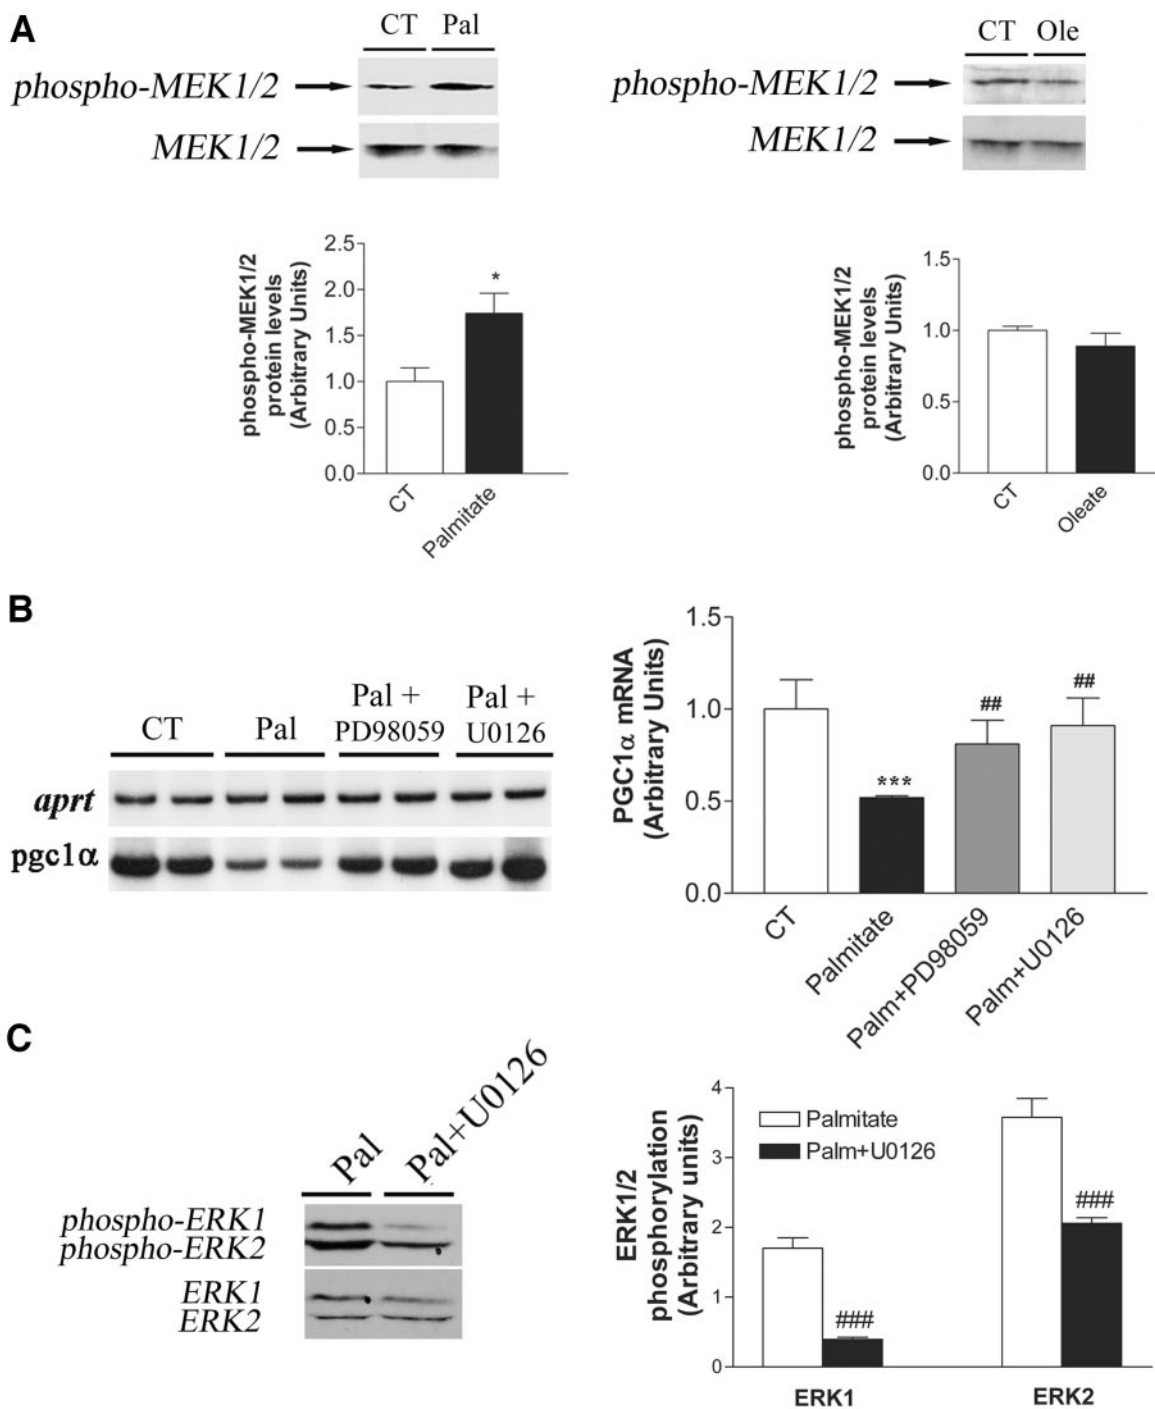 A
CT Pal
phospho-MEK1/2
MEK1/2
phospho-MEK1/2
protein levels
(Arbitrary Units)
2.5
2.0
1.5
1.0
0.5
0.0
*
CT
Palmitate
CT Ole
phospho-MEK1/2
MEK1/2
phospho-MEK1/2
protein levels
(Arbitrary Units)
1.5
1.0
0.5
0.0
CT
Oleate
B
CT
Pal
Pal +
PD98059
Pal +
U0126
aprt
pgc1α
PGC1α mRNA
(Arbitrary Units)
1.5
1.0
0.5
0.0
***
##
##
CT
Palmitate
Palm+PD98059
Palm+U0126
C
Pal
Pal+U0126
phospho-ERK1
phospho-ERK2
ERK1
ERK2
ERK1/2
phosphorylation
(Arbitrary units)
4
3
2
1
0
Palmitate
Palm+U0126
###
###
ERK1
ERK2